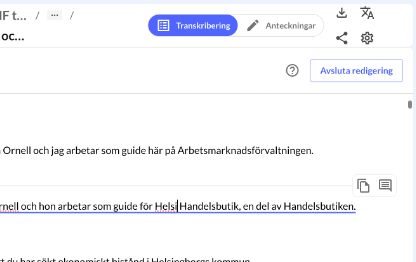 IF t... / ... /
oc...
Transkribering
Anteckningar
Avsluta redigering
Ornell och jag arbetar som guide här på Arbetsmarknadsförvaltningen.
rnell och hon arbetar som guide för Helsi Handelsbutik, en del av Handelsbutiken.
t du har sökt ekonomiskt bistånd i Helsingborgs kommun